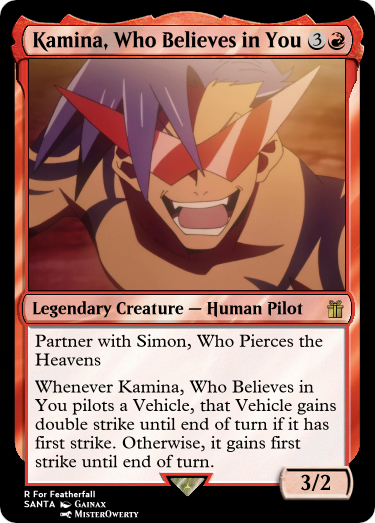 Kamina, Who Believes in You 3
Legendary Creature — Human Pilot
Partner with Simon, Who Pierces the
Heavens
Whenever Kamina, Who Believes in
You pilots a Vehicle, that Vehicle gains
double strike until end of turn if it has
first strike. Otherwise, it gains first
strike until end of turn.
3/2
R For Featherfall
SANTA Gainax
MisterOwerty